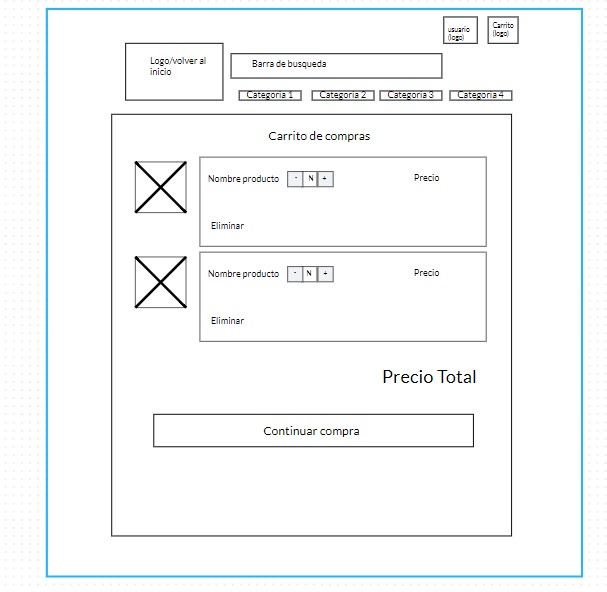 usuario
(logo)
Carrito
(logo)
Logo/volver al
inicio
Barra de busqueda
Categoria 1
Categoria 2
Categoria 3
Categoria 4
Carrito de compras
Nombre producto - N + Precio
Eliminar
Nombre producto - N + Precio
Eliminar
Precio Total
Continuar compra